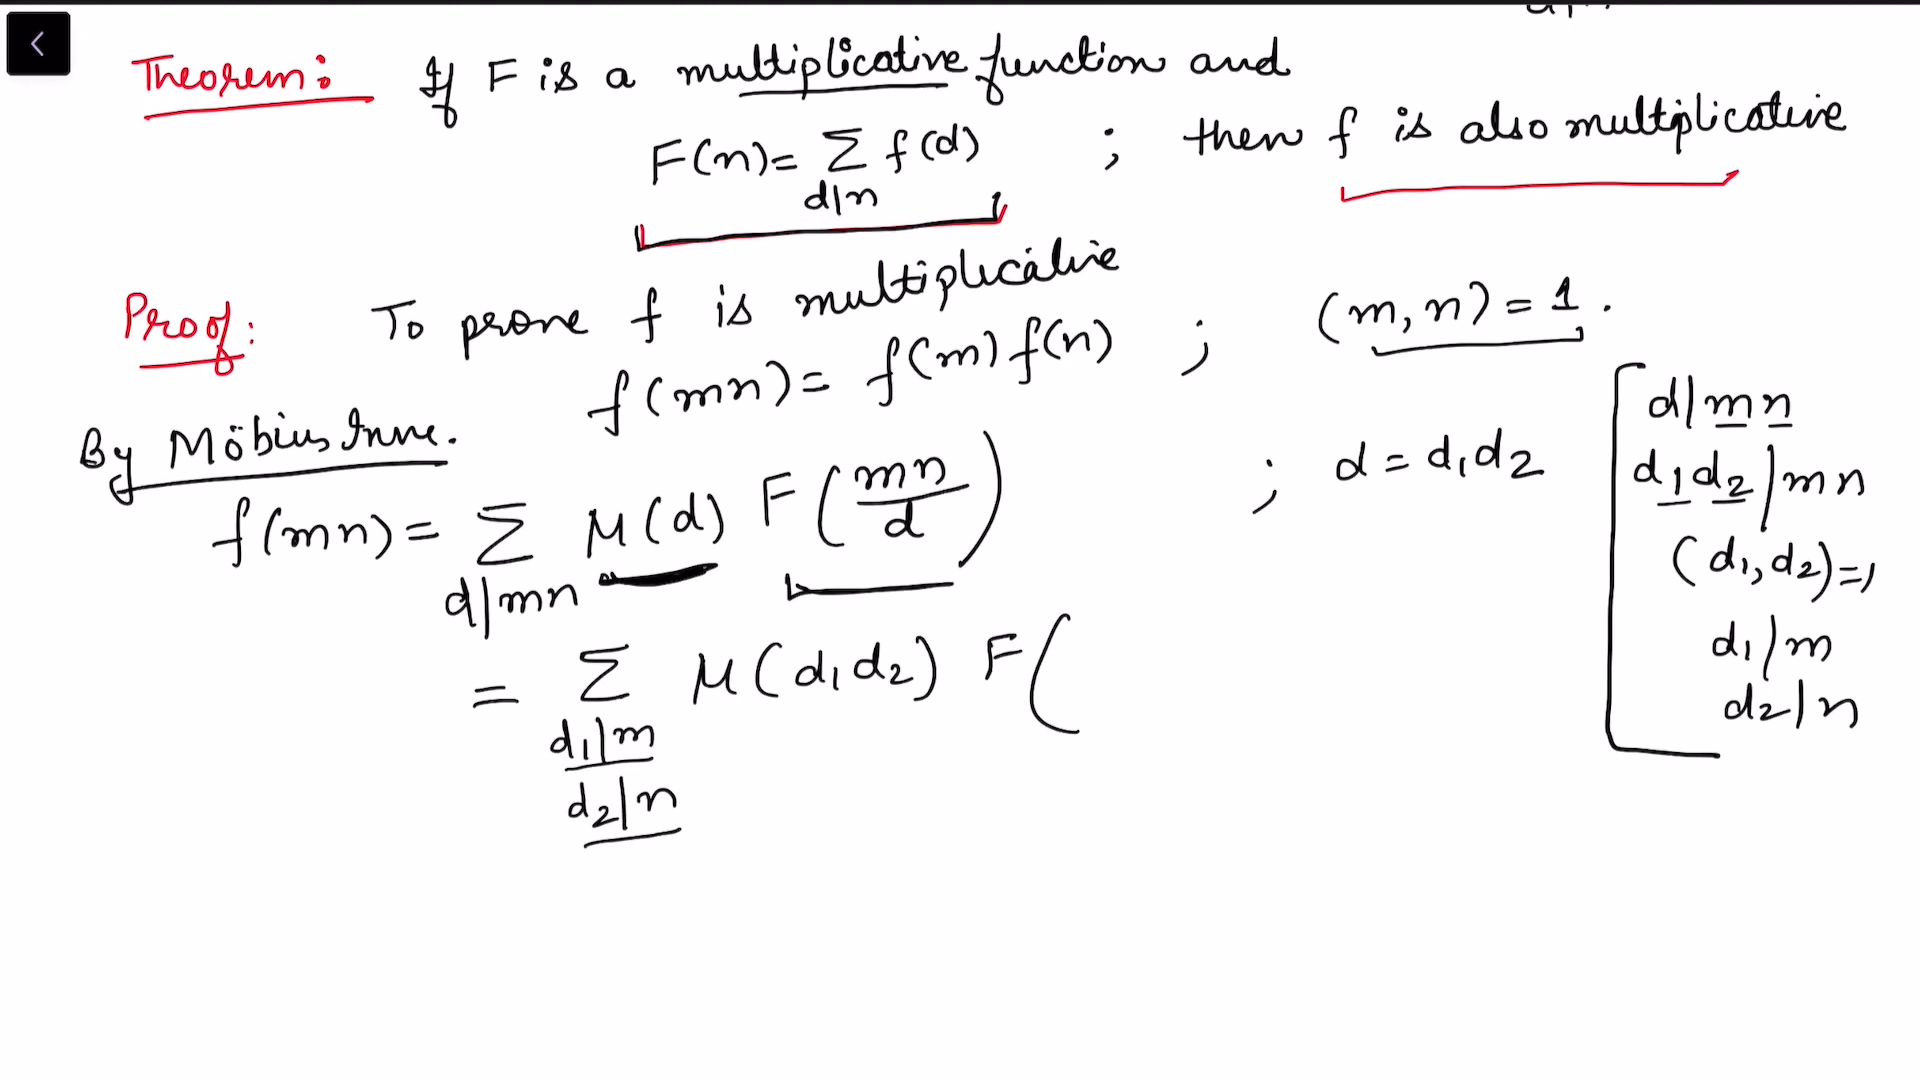 Theorem: If F is a multiplicative function and
F(n) = Σ f(d) ; then f is also multiplicative
d|n
Proof: To prove f is multiplicative
f(mn) = f(m) f(n) ; (m, n) = 1.
By Möbius Inve.
f(mn) = Σ μ(d) F(mn/d) ; d = d₁d₂
d|mn
= Σ μ(d₁d₂) F(
d₁|m
d₂|n
d|mn
d₁d₂|mn
(d₁, d₂) = 1
d₁|m
d₂|n